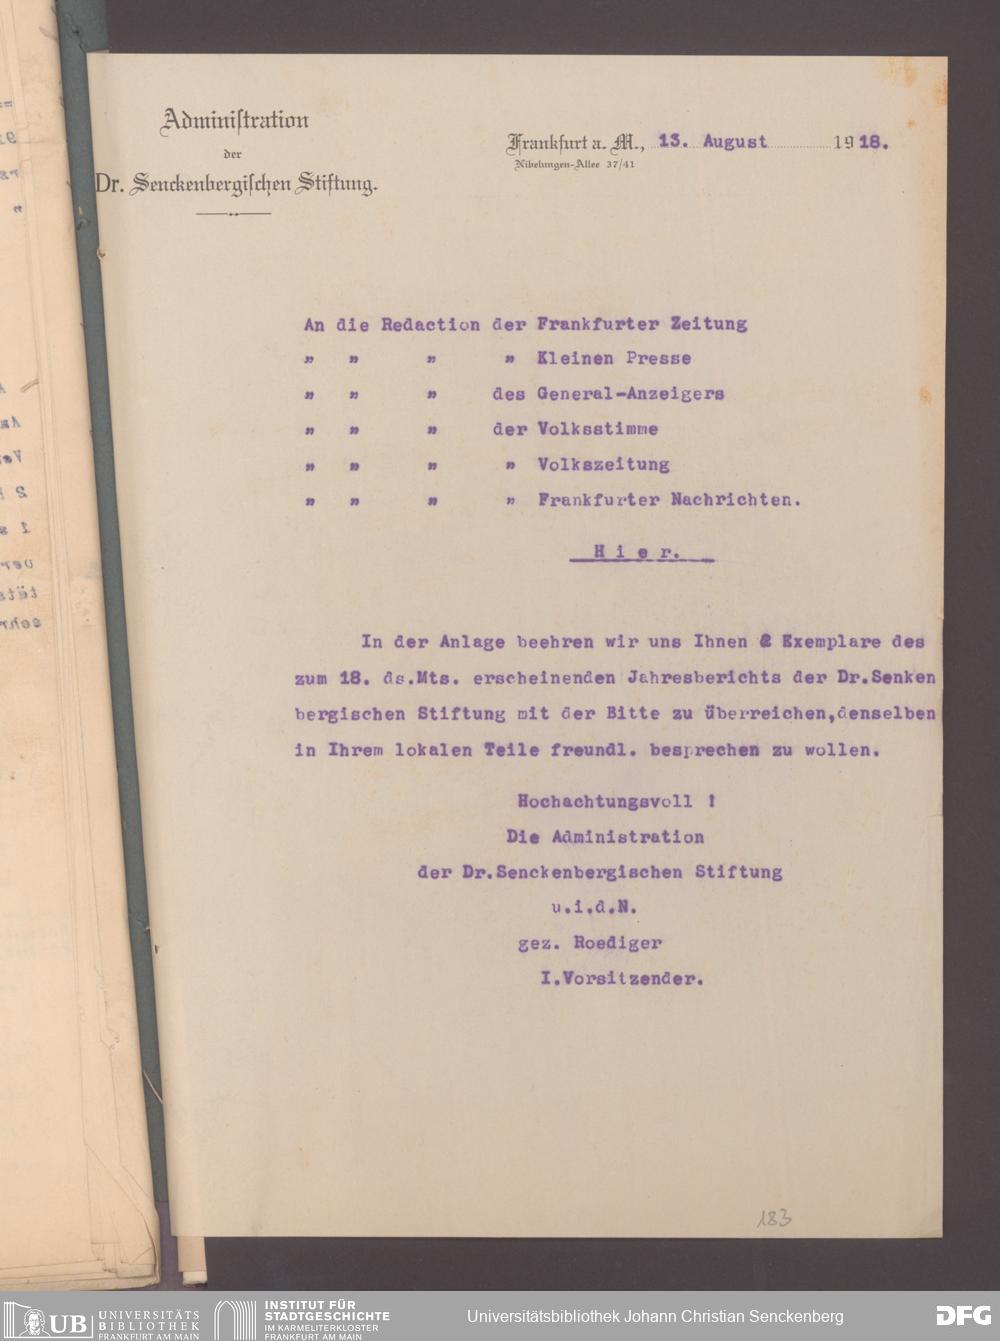 Administration
der
Dr. Senckenbergischen Stiftung.
Frankfurt a. M., 13. August 1918.
Nibelungen-Allee 37/41
An die Redaction der Frankfurter Zeitung
" " " " Kleinen Presse
" " " des General-Anzeigers
" " " der Volksstimme
" " " " Volkszeitung
" " " " Frankfurter Nachrichten.
H i e r.
In der Anlage beehren wir uns Ihnen 2 Exemplare des
zum 18. ds.Mts. erscheinenden Jahresberichts der Dr.Senken
bergischen Stiftung mit der Bitte zu überreichen,denselben
in Ihrem lokalen Teile freundl. besprechen zu wollen.
Hochachtungsvoll !
Die Administration
der Dr.Senckenbergischen Stiftung
u.i.d.N.
gez. Roediger
I.Vorsitzender.
183
UB UNIVERSITÄTS
BIBLIOTHEK
FRANKFURT AM MAIN
INSTITUT FÜR
STADTGESCHICHTE
IM KARMELITERKLOSTER
FRANKFURT AM MAIN
Universitätsbibliothek Johann Christian Senckenberg
DFG